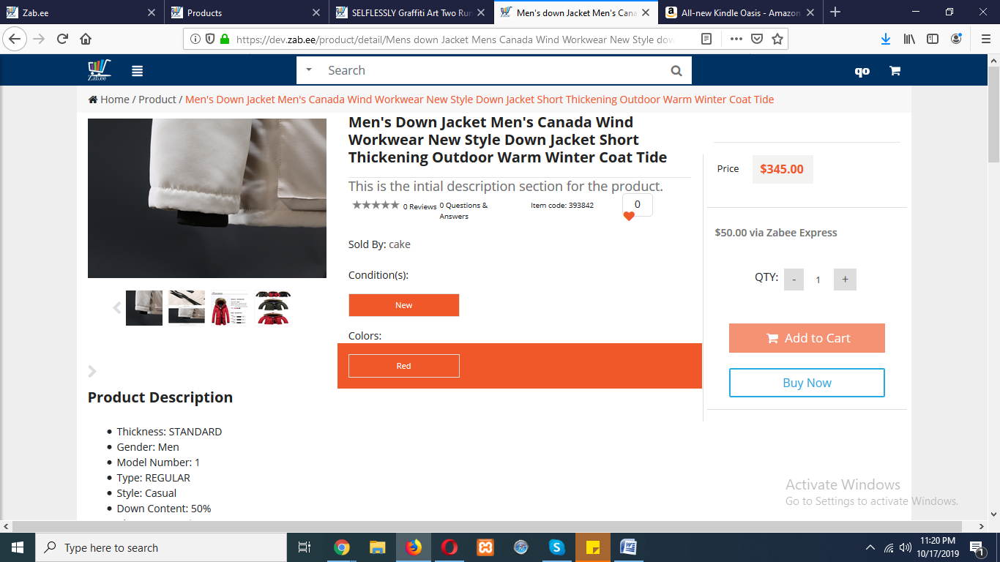 Zab.ee
Products
SELFLESSLY Graffiti Art Two Run
Men's down Jacket Men's Cana
All-new Kindle Oasis - Amazon
https://dev.zab.ee/product/detail/Mens down Jacket Mens Canada Wind Workwear New Style dow
Zab.ee
Search
qo
Home / Product / Men's Down Jacket Men's Canada Wind Workwear New Style Down Jacket Short Thickening Outdoor Warm Winter Coat Tide
Men's Down Jacket Men's Canada Wind
Workwear New Style Down Jacket Short
Thickening Outdoor Warm Winter Coat Tide
This is the intial description section for the product.
0 Reviews
0 Questions &
Answers
Item code: 393842
0
Sold By: cake
Condition(s):
New
Colors:
Red
Price
$345.00
$50.00 via Zabee Express
QTY:
-
1
+
Add to Cart
Buy Now
Product Description
Thickness: STANDARD
Gender: Men
Model Number: 1
Type: REGULAR
Style: Casual
Down Content: 50%
Activate Windows
Go to Settings to activate Windows.
Type here to search
11:20 PM
10/17/2019
1